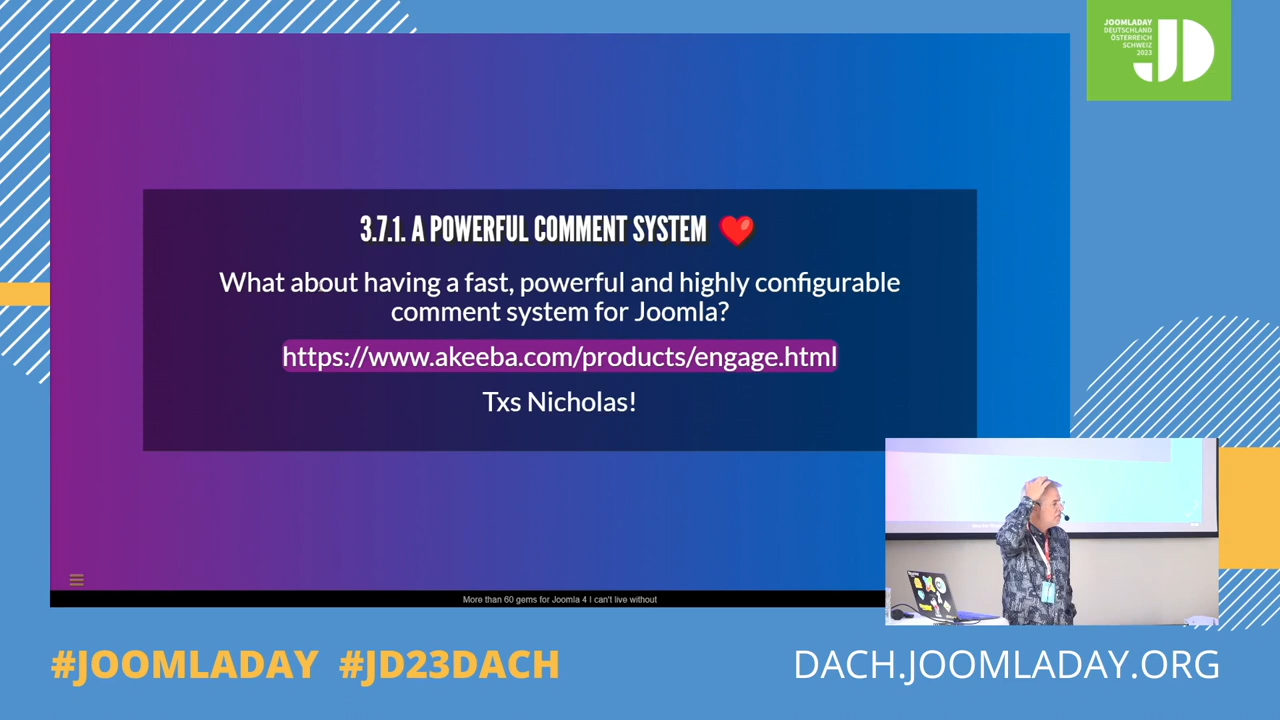 JOOMLADAY
DEUTSCHLAND
ÖSTERREICH
SCHWEIZ
2023
JD
3.7.1. A POWERFUL COMMENT SYSTEM
What about having a fast, powerful and highly configurable
comment system for Joomla?
https://www.akeeba.com/products/engage.html
Txs Nicholas!
More than 60 gems for Joomla 4 I can't live without
#JOOMLADAY #JD23DACH
DACH.JOOMLADAY.ORG